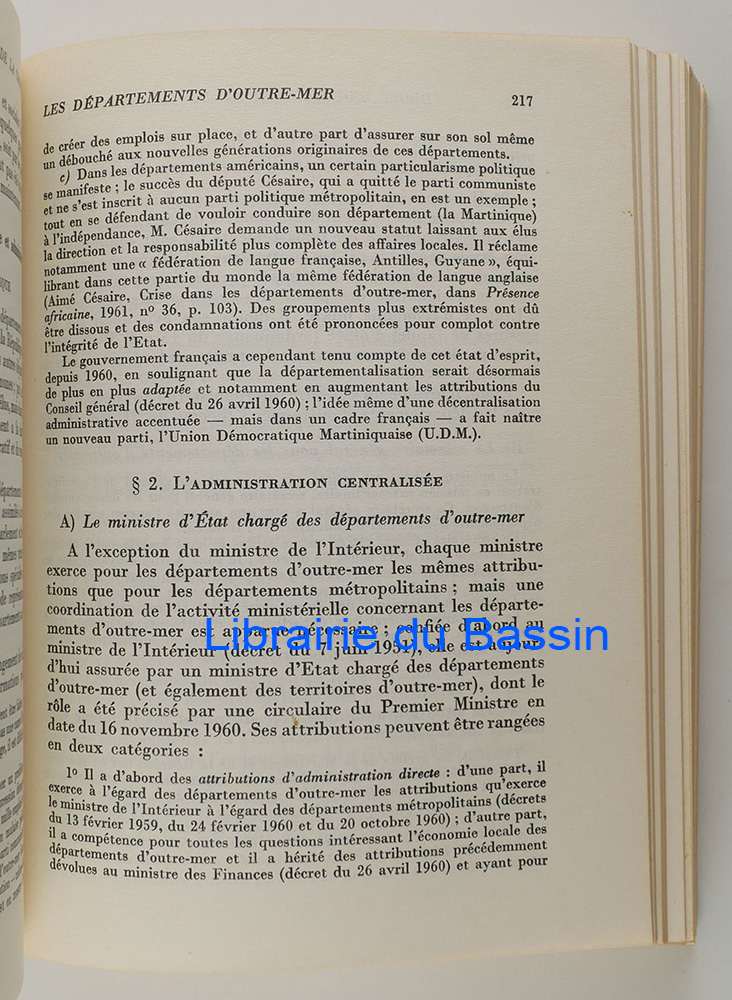 LES DÉPARTEMENTS D'OUTRE-MER 217
de créer des emplois sur place, et d'autre part d'assurer sur son sol même
un débouché aux nouvelles générations originaires de ces départements.
c) Dans les départements américains, un certain particularisme politique
se manifeste ; le succès du député Césaire, qui a quitté le parti communiste
et ne s'est inscrit à aucun parti politique métropolitain, en est un exemple ;
tout en se défendant de vouloir conduire son département (la Martinique)
à l'indépendance, M. Césaire demande un nouveau statut laissant aux élus
la direction et la responsabilité plus complète des affaires locales. Il réclame
notamment une « fédération de langue française, Antilles, Guyane », équi-
librant dans cette partie du monde la même fédération de langue anglaise
(Aimé Césaire, Crise dans les départements d'outre-mer, dans Présence
africaine, 1961, nº 36, p. 103). Des groupements plus extrémistes ont dû
être dissous et des condamnations ont été prononcées pour complot contre
l'intégrité de l'Etat.
Le gouvernement français a cependant tenu compte de cet état d'esprit,
depuis 1960, en soulignant que la départementalisation serait désormais
de plus en plus adaptée et notamment en augmentant les attributions du
Conseil général (décret du 26 avril 1960) ; l'idée même d'une décentralisation
administrative accentuée — mais dans un cadre français — a fait naître
un nouveau parti, l'Union Démocratique Martiniquaise (U.D.M.).
§ 2. L'ADMINISTRATION CENTRALISÉE
A) Le ministre d'État chargé des départements d'outre-mer
A l'exception du ministre de l'Intérieur, chaque ministre
exerce pour les départements d'outre-mer les mêmes attribu-
tions que pour les départements métropolitains ; mais une
coordination de l'activité ministérielle concernant les départe-
ments d'outre-mer est apparue nécessaire ; confiée d'abord au
Librairie du Bassin
ministre de l'Intérieur (décret du juin 1951), elle est aujour-
d'hui assurée par un ministre d'Etat chargé des départements
d'outre-mer (et également des territoires d'outre-mer), dont le
rôle a été précisé par une circulaire du Premier Ministre en
date du 16 novembre 1960. Ses attributions peuvent être rangées
en deux catégories :
1º Il a d'abord des attributions d'administration directe : d'une part, il
exerce à l'égard des départements d'outre-mer les attributions qu'exerce
le ministre de l'Intérieur à l'égard des départements métropolitains (décrets
du 13 février 1959, du 24 février 1960 et du 20 octobre 1960) ; d'autre part,
il a compétence pour toutes les questions intéressant l'économie locale des
départements d'outre-mer et il a hérité des attributions précédemment
dévolues au ministre des Finances (décret du 26 avril 1960) et ayant pour